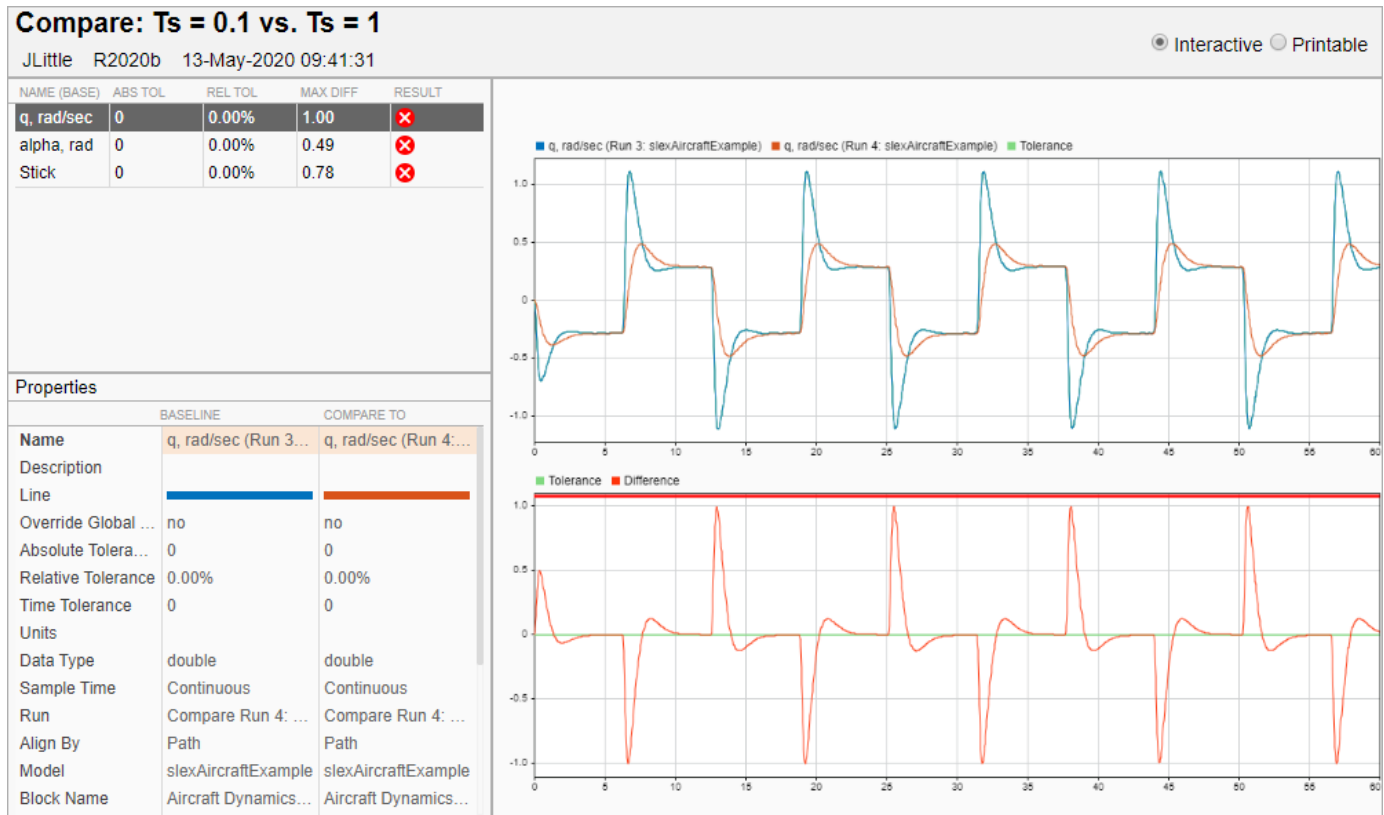 Compare: Ts = 0.1 vs. Ts = 1
JLittle R2020b 13-May-2020 09:41:31
Interactive Printable
NAME (BASE) ABS TOL REL TOL MAX DIFF RESULT
q, rad/sec 0 0.00% 1.00
alpha, rad 0 0.00% 0.49
Stick 0 0.00% 0.78
Properties
BASELINE COMPARE TO
Name q, rad/sec (Run 3... q, rad/sec (Run 4:...
Description
Line
Override Global ... no no
Absolute Tolera... 0 0
Relative Tolerance 0.00% 0.00%
Time Tolerance 0 0
Units
Data Type double double
Sample Time Continuous Continuous
Run Compare Run 4: ... Compare Run 4: ...
Align By Path Path
Model slexAircraftExample slexAircraftExample
Block Name Aircraft Dynamics... Aircraft Dynamics...
q, rad/sec (Run 3: slexAircraftExample) q, rad/sec (Run 4: slexAircraftExample) Tolerance
1.0
0.5
0
-0.5
-1.0
0 5 10 15 20 25 30 35 40 45 50 55 60
Tolerance Difference
1.0
0.5
0
-0.5
-1.0
0 5 10 15 20 25 30 35 40 45 50 55 60